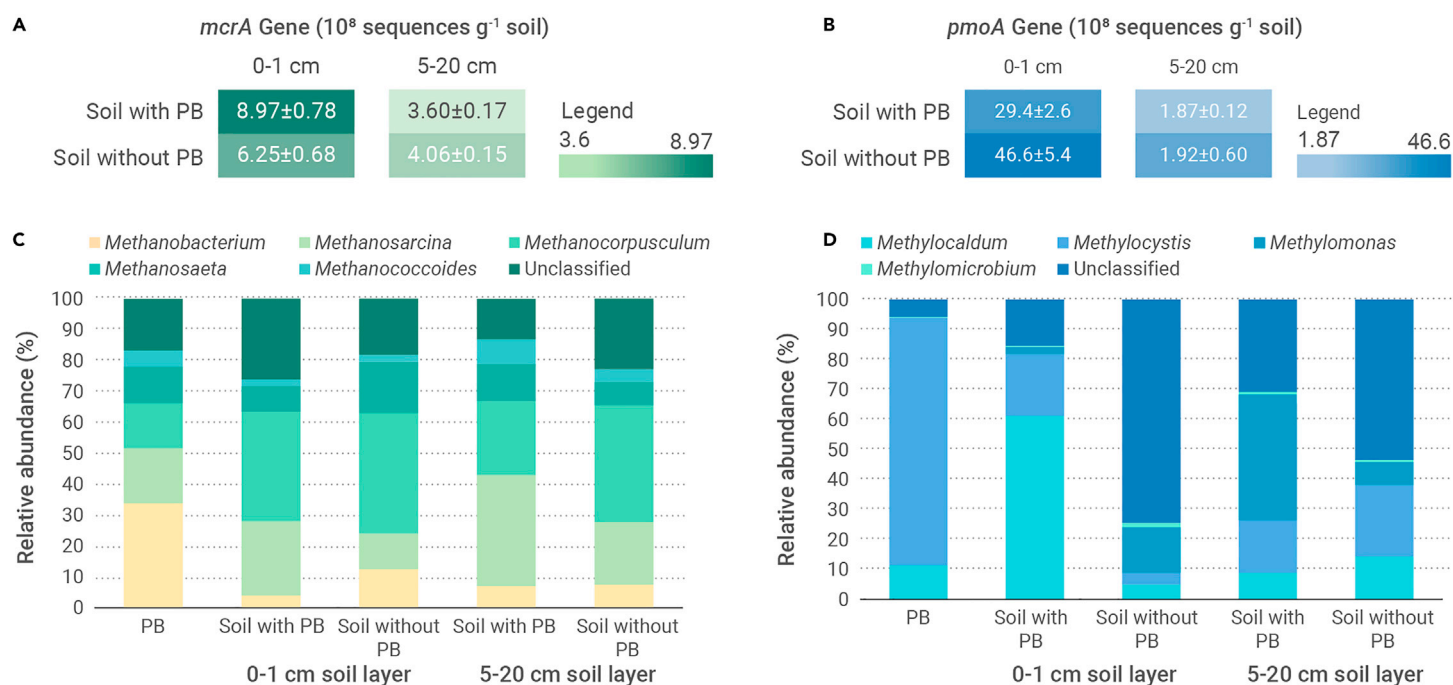 A
mcrA Gene (10⁸ sequences g⁻¹ soil)
0-1 cm 5-20 cm
Soil with PB 8.97±0.78 3.60±0.17
Soil without PB 6.25±0.68 4.06±0.15
Legend
3.6 8.97
B
pmoA Gene (10⁸ sequences g⁻¹ soil)
0-1 cm 5-20 cm
Soil with PB 29.4±2.6 1.87±0.12
Soil without PB 46.6±5.4 1.92±0.60
Legend
1.87 46.6
C
Methanobacterium Methanosarcina Methanocorpusculum
Methanosaeta Methanococcoides Unclassified
Relative abundance (%)
100
90
80
70
60
50
40
30
20
10
0
PB Soil with PB Soil without PB Soil with PB Soil without PB
0-1 cm soil layer 5-20 cm soil layer
D
Methylocaldum Methylocystis Methylomonas
Methylomicrobium Unclassified
Relative abundance (%)
100
90
80
70
60
50
40
30
20
10
0
PB Soil with PB Soil without PB Soil with PB Soil without PB
0-1 cm soil layer 5-20 cm soil layer